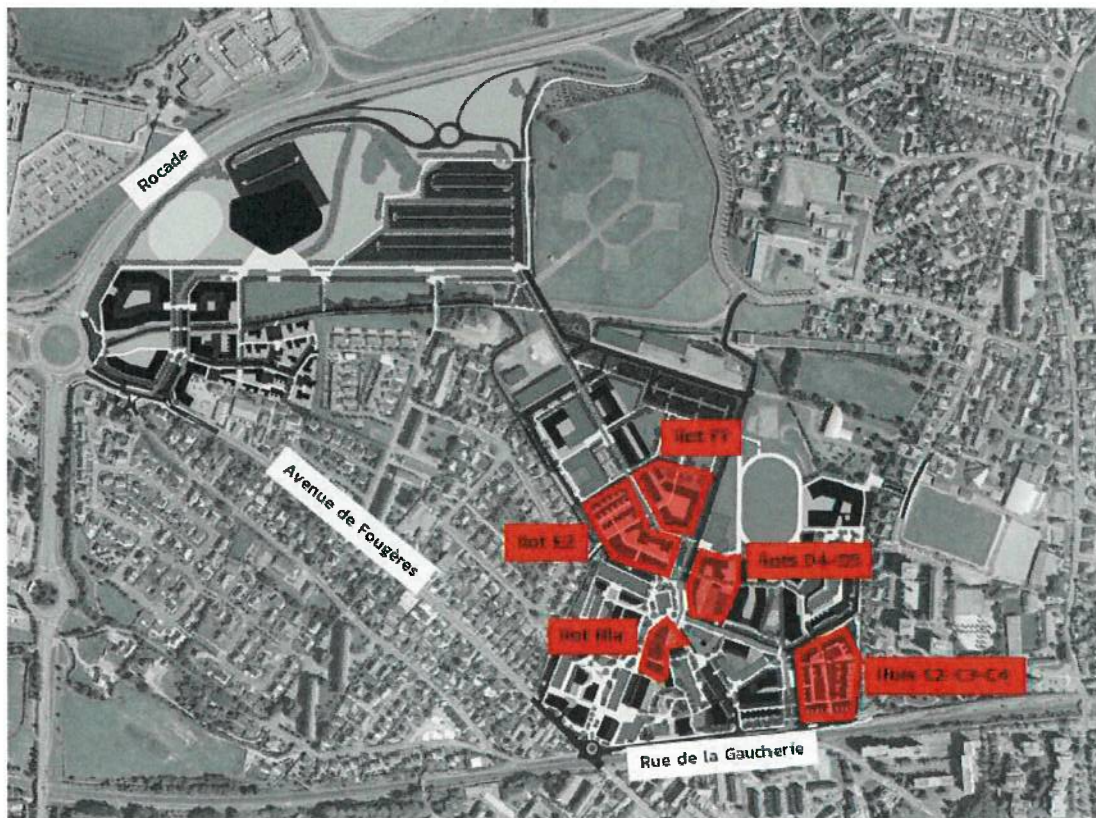 Rocade
Ilot F1
Avenue de Fougères
Ilot E2
Ilots D4-D5
Ilot
Ilots C2-C3-C4
Rue de la Gaucherie